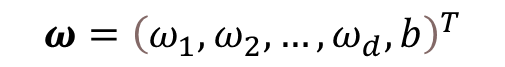 𝝎 = (ω₁, ω₂, …, ω_d, b)ᵀ